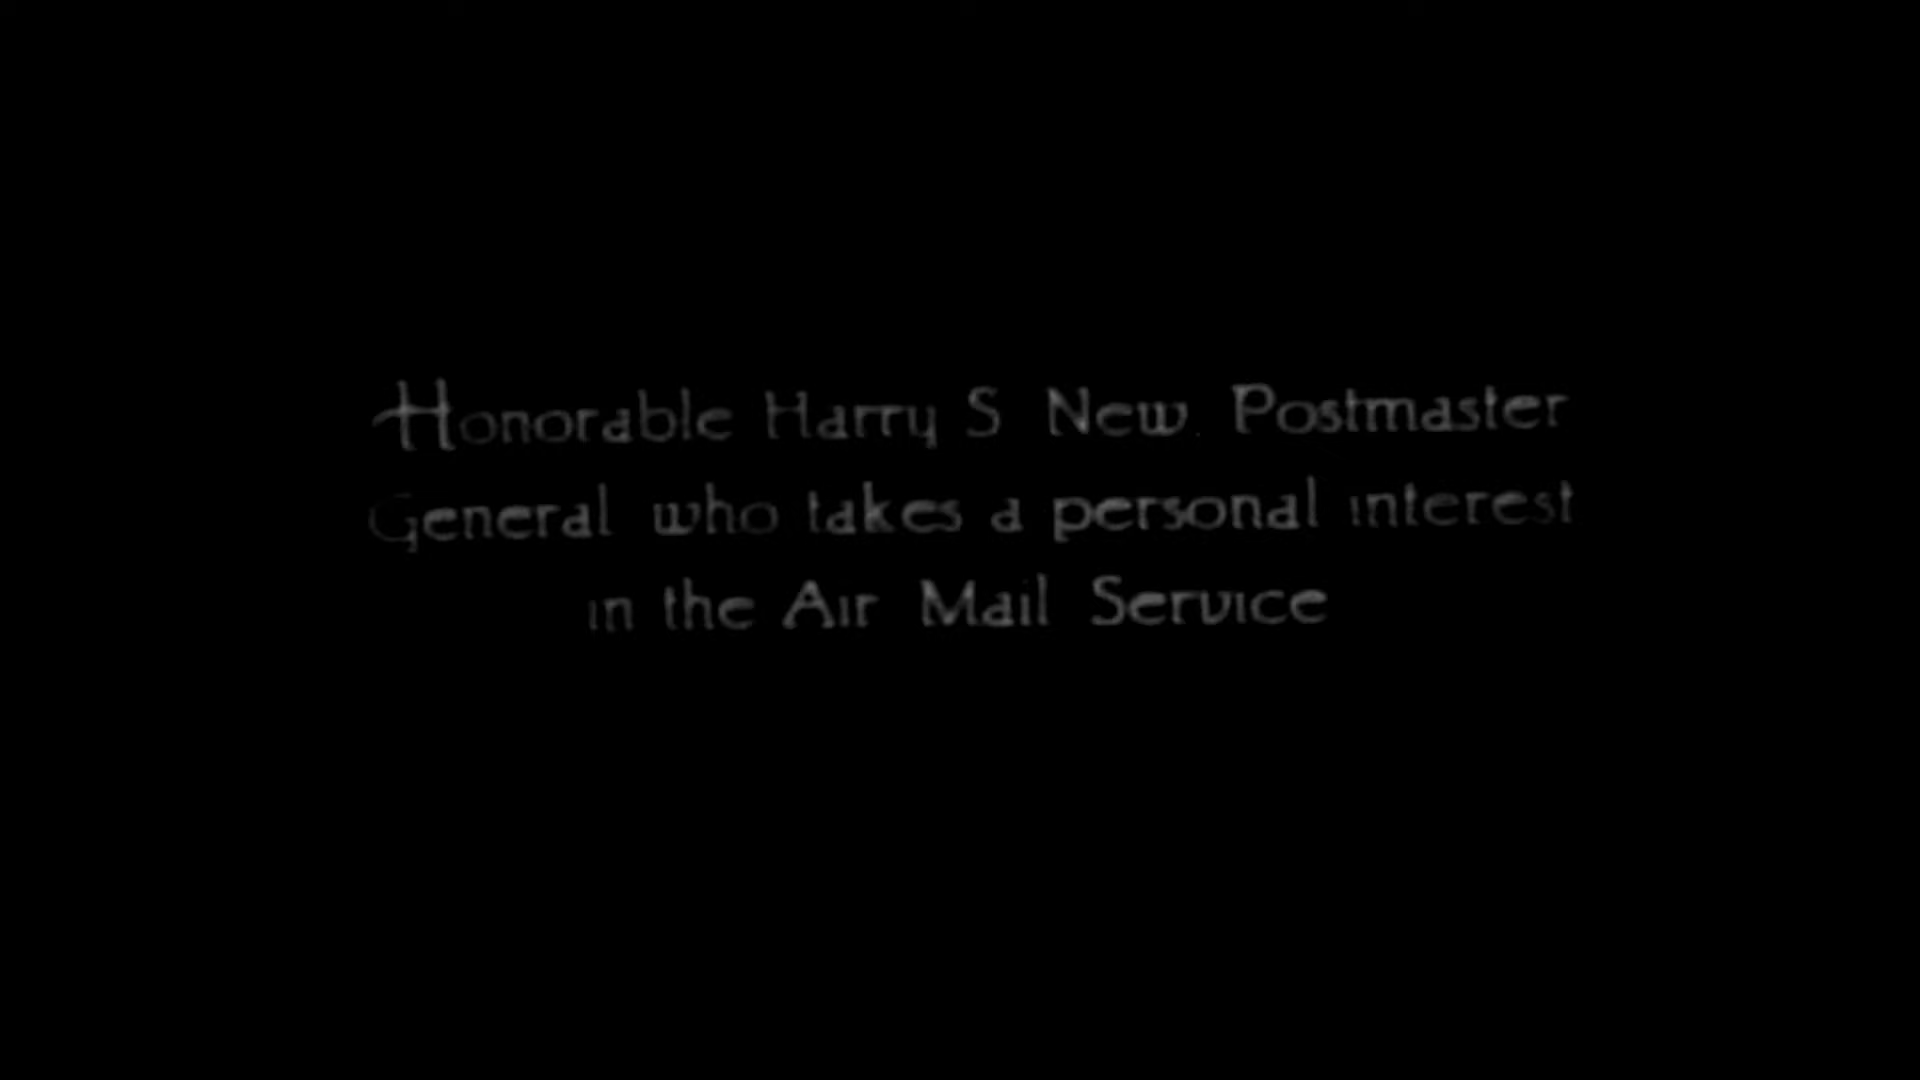 Honorable Harry S New. Postmaster
General who takes a personal interest
in the Air Mail Service